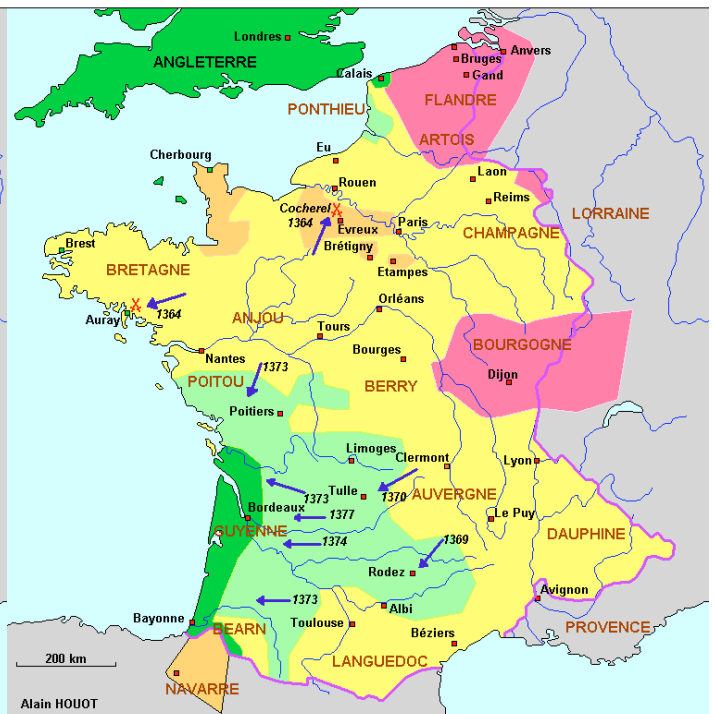 Londres
ANGLETERRE
Anvers
Bruges
Calais
Gand
PONTHIEU
FLANDRE
ARTOIS
Cherbourg
Eu
Laon
Rouen
Reims
Cocherel
1364
LORRAINE
Evreux
Paris
CHAMPAGNE
Brest
Brétigny
BRETAGNE
Etampes
Auray
1364
ANJOU
Orléans
Tours
BOURGOGNE
Nantes
Bourges
POITOU
1373
BERRY
Dijon
Poitiers
Limoges
Clermont
Lyon
Tulle
1373
1370
AUVERGNE
Bordeaux
1377
Le Puy
GUYENNE
1374
1369
DAUPHINE
Rodez
1373
Albi
Avignon
Bayonne
BEARN
Toulouse
Béziers
PROVENCE
200 km
LANGUEDOC
NAVARRE
Alain HOUOT